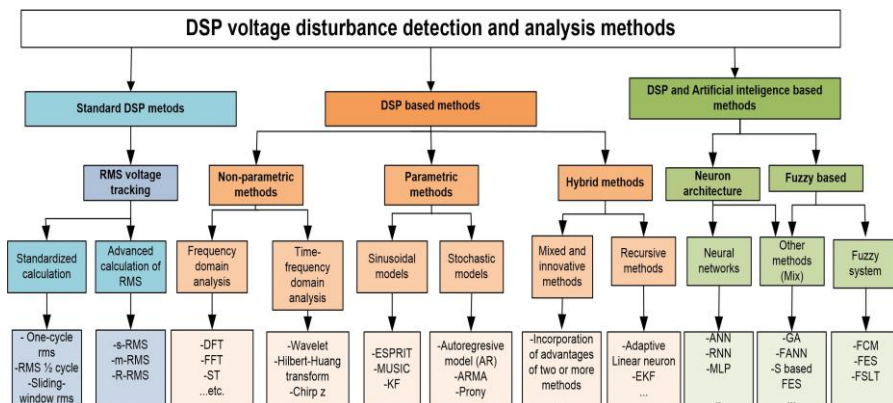 DSP voltage disturbance detection and analysis methods
Standard DSP metods
DSP based methods
DSP and Artificial inteligence based
methods
RMS voltage
tracking
Non-parametric
methods
Parametric
methods
Hybrid methods
Neuron
architecture
Fuzzy based
Standardized
calculation
Advanced
calculation of
RMS
Frequency
domain
analysis
Time-
frequency
domain
analysis
Sinusoidal
models
Stochastic
models
Mixed and
innovative
methods
Recursive
methods
Neural
networks
Other
methods
(Mix)
Fuzzy
system
- One-cycle
rms
-RMS ½ cycle
-Sliding-
window rms
-s-RMS
-m-RMS
-R-RMS
-DFT
-FFT
-ST
...etc.
-Wavelet
-Hilbert-Huang
transform
-Chirp z
-ESPRIT
-MUSIC
-KF
-Autoregresive
model (AR)
-ARMA
-Prony
-Incorporation of
advantages of
two or more
methods
-Adaptive
Linear neuron
-EKF
...
-ANN
-RNN
-MLP
..
-GA
-FANN
-S based
FES
...
-FCM
-FES
-FSLT